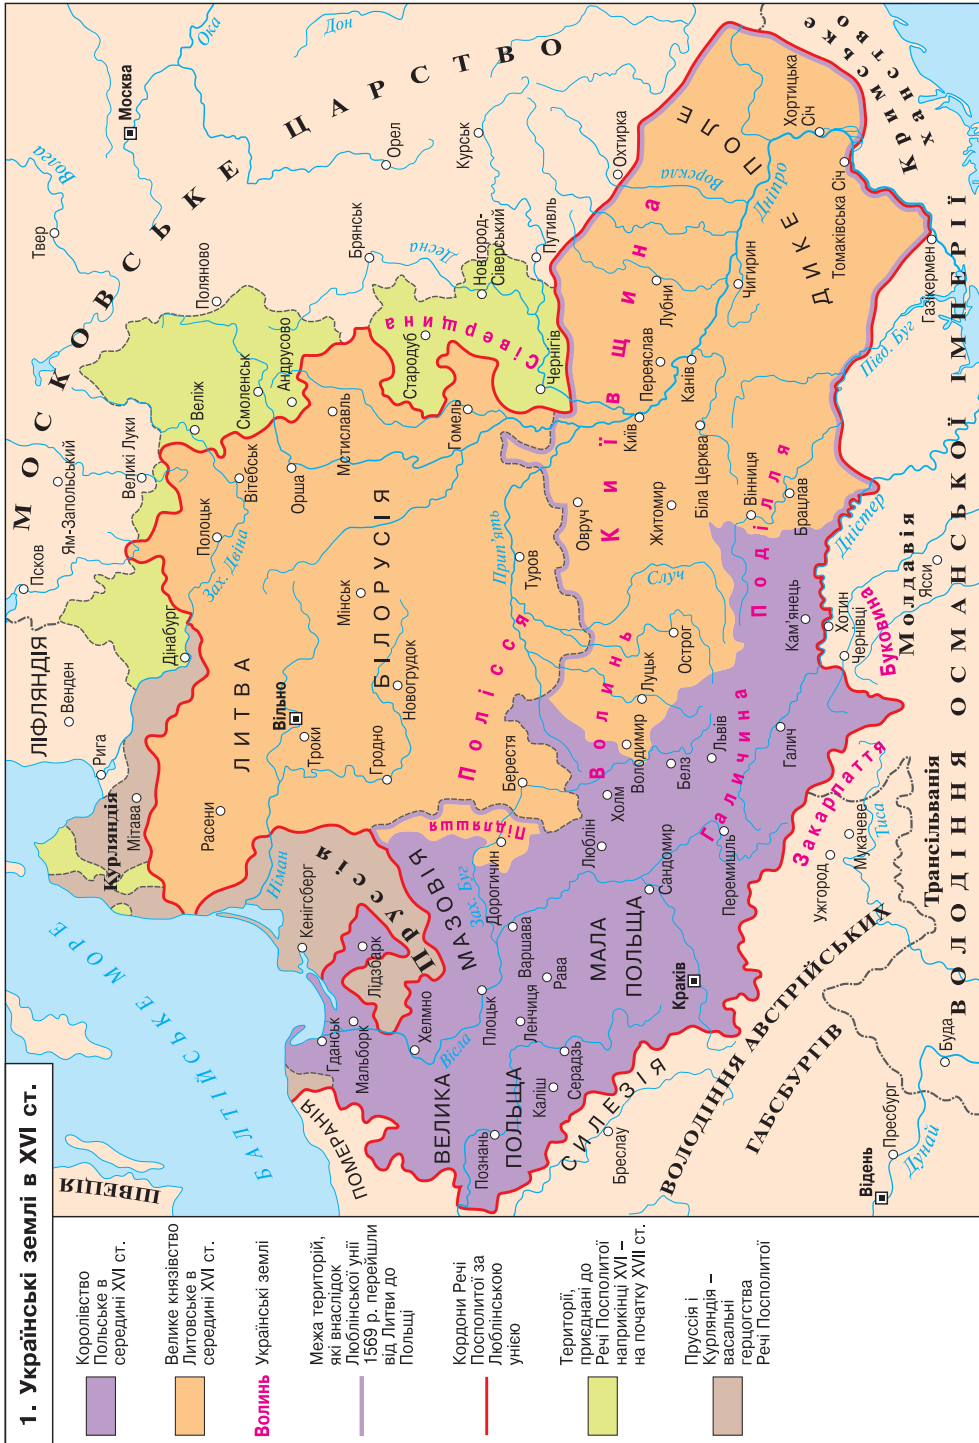 1. Українські землі в XVI ст.
Королівство
Польське в
середині XVI ст.
Велике князівство
Литовське в
середині XVI ст.
Волинь
Українські землі
Межа територій,
які внаслідок
Люблінської унії
1569 р. перейшли
від Литви до
Польщі
Кордони Речі
Посполитої за
Люблінською
унією
Території,
приєднані до
Речі Посполитої
наприкінці XVI –
на початку XVII ст.
Пруссія і
Курляндія –
васальні
герцогства
Речі Посполитої
ШВЕЦІЯ
БАЛТІЙСЬКЕ МОРЕ
ЛІФЛЯНДІЯ
Венден
Рига
Псков
Ям-Запольський
Великі Луки
МОСКОВСЬКЕ ЦАРСТВО
Твер
Волга
Москва
Ока
Дон
Курляндія
Мітава
Дінабург
Зах. Двіна
Полоцьк
Вітебськ
Веліж
Поляново
Смоленськ
Андрусово
Расени
ЛИТВА
Вільно
Троки
Німан
Гродно
Новогрудок
Мінськ
БІЛОРУСІЯ
Орша
Мстиславль
Гомель
Стародуб
Сіверщина
Брянськ
Десна
Орел
Курськ
Новгород-
Сіверський
Путивль
Чернігів
Охтирка
Кенігсберг
Пруссія
Лідзбарк
Гданськ
Мальборк
Хелмно
ПОМЕРАНІЯ
Вісла
МАЗОВІЯ
Плоцьк
ВЕЛИКА
ПОЛЬЩА
Познань
Каліш
Ленчиця
Серадзь
Рава
Варшава
Зах. Буг
Дорогичин
Підляшшя
Берестя
Полісся
Туров
Прип'ять
МАЛА
ПОЛЬЩА
Люблін
Холм
Сандомир
Краків
СИЛЕЗІЯ
Бреслау
Волинь
Володимир
Луцьк
Острог
Белз
Львів
Галичина
Перемишль
Галич
Случ
Овруч
Житомир
Київ
Київщина
Біла Церква
Переяслав
Канів
Лубни
Чигирин
Ворскла
Дніпро
ДИКЕ ПОЛЕ
Хортицька
Січ
Томаківська Січ
Газікермен
Кримське
ханство
Поділля
Вінниця
Брацлав
Кам'янець
Півд. Буг
Дністер
Хотин
Чернівці
Буковина
Молдавія
Ясси
Закарпаття
Ужгород
Мукачеве
Тиса
Трансільванія
ВОЛОДІННЯ АВСТРІЙСЬКИХ
ГАБСБУРГІВ
ВОЛОДІННЯ ОСМАНСЬКОЇ ІМПЕРІЇ
Відень
Пресбург
Дунай
Буда